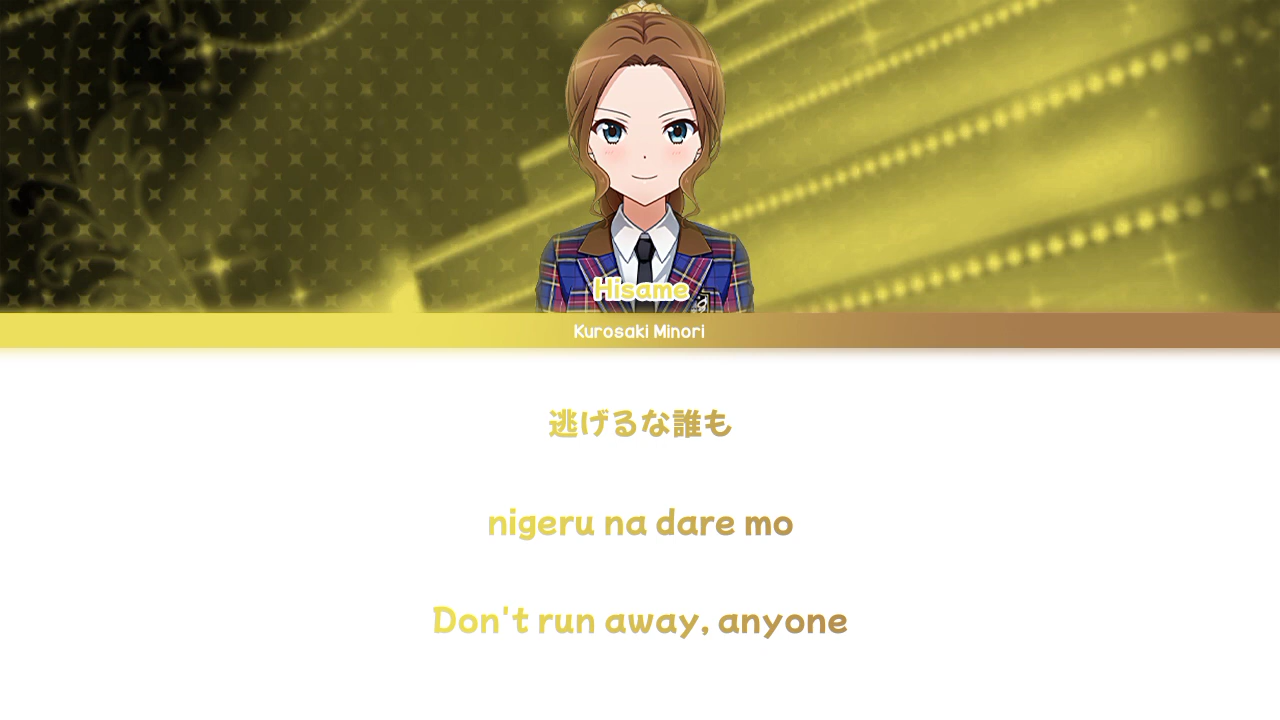 Hisame
Kurosaki Minori
逃げるな誰も
nigeru na dare mo
Don't run away, anyone